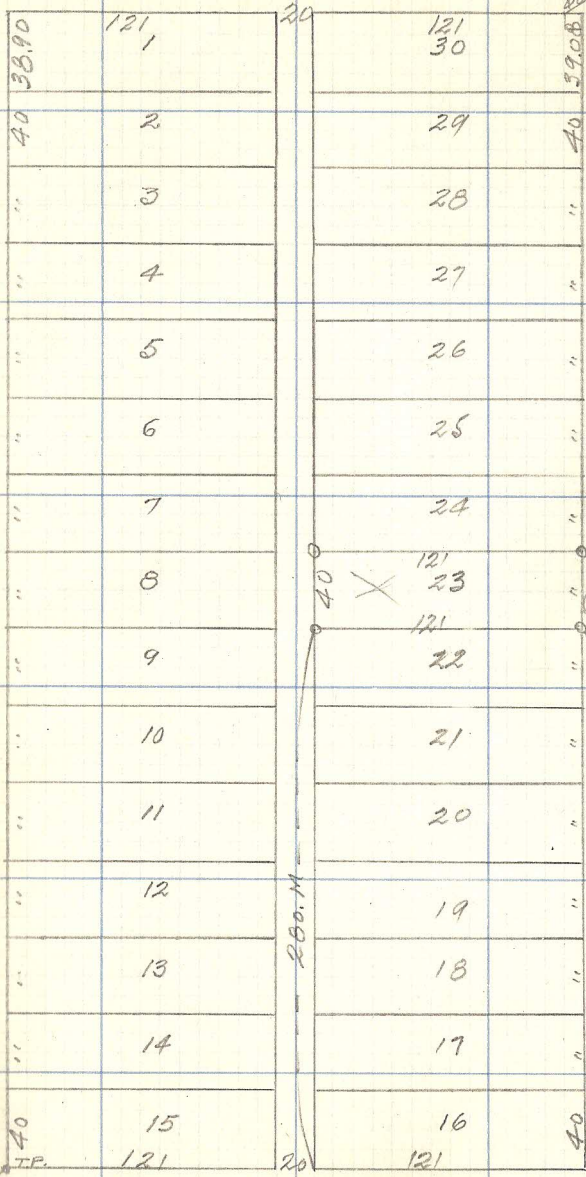 121 20 121
38.90 1 30 39.08
40 2 29 40
" 3 28
" 4 27 "
" 5 26 "
" 6 25 "
" 7 24 "
121
" 8 40 X 23 "
121
" 9 22 "
" 10 21 "
" 11 20 "
" 12 19 "
280.M
" 13 18 "
" 14 17 "
40 15 16 40
T.P. 121 20 121